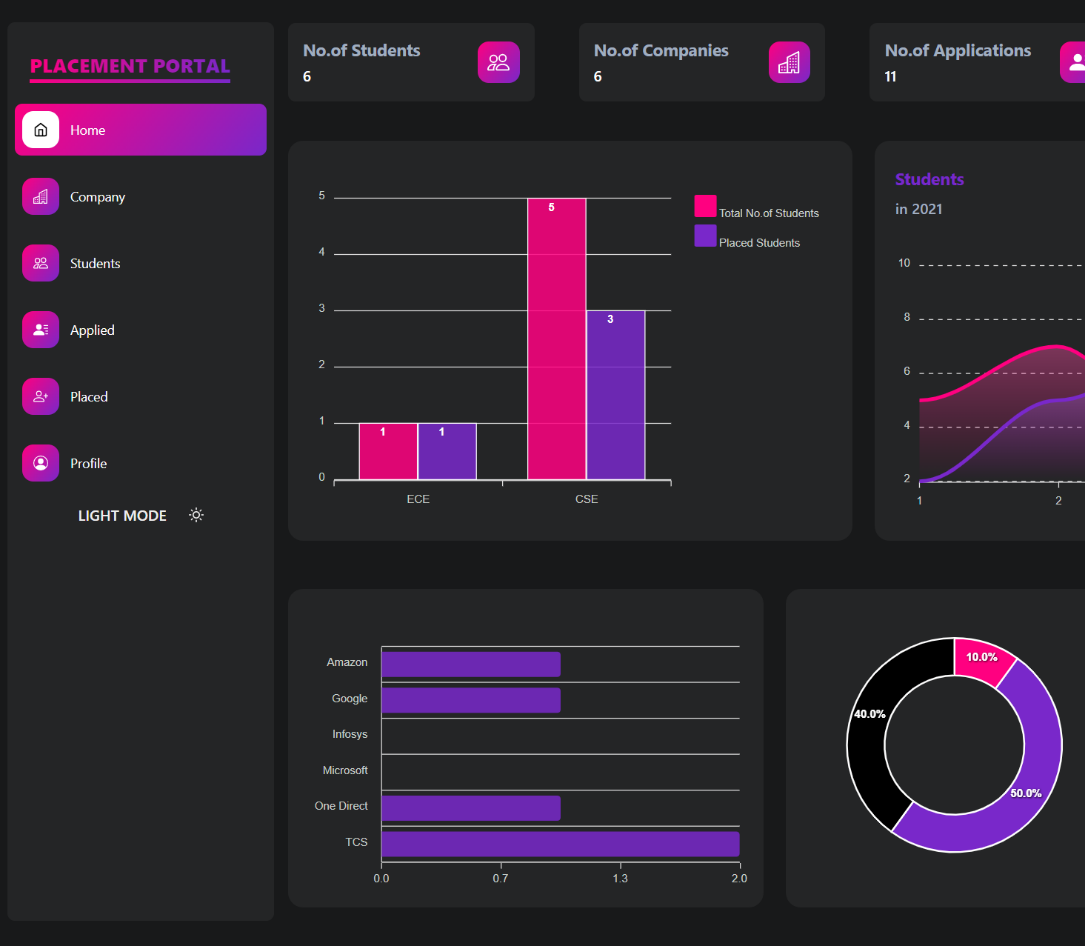 PLACEMENT PORTAL
Home
Company
Students
Applied
Placed
Profile
LIGHT MODE
No.of Students
6
No.of Companies
6
No.of Applications
11
5
4
3
2
1
0
1
1
5
3
ECE
CSE
Total No.of Students
Placed Students
Students
in 2021
10
8
6
4
2
1
2
Amazon
Google
Infosys
Microsoft
One Direct
TCS
0.0
0.7
1.3
2.0
10.0%
40.0%
50.0%